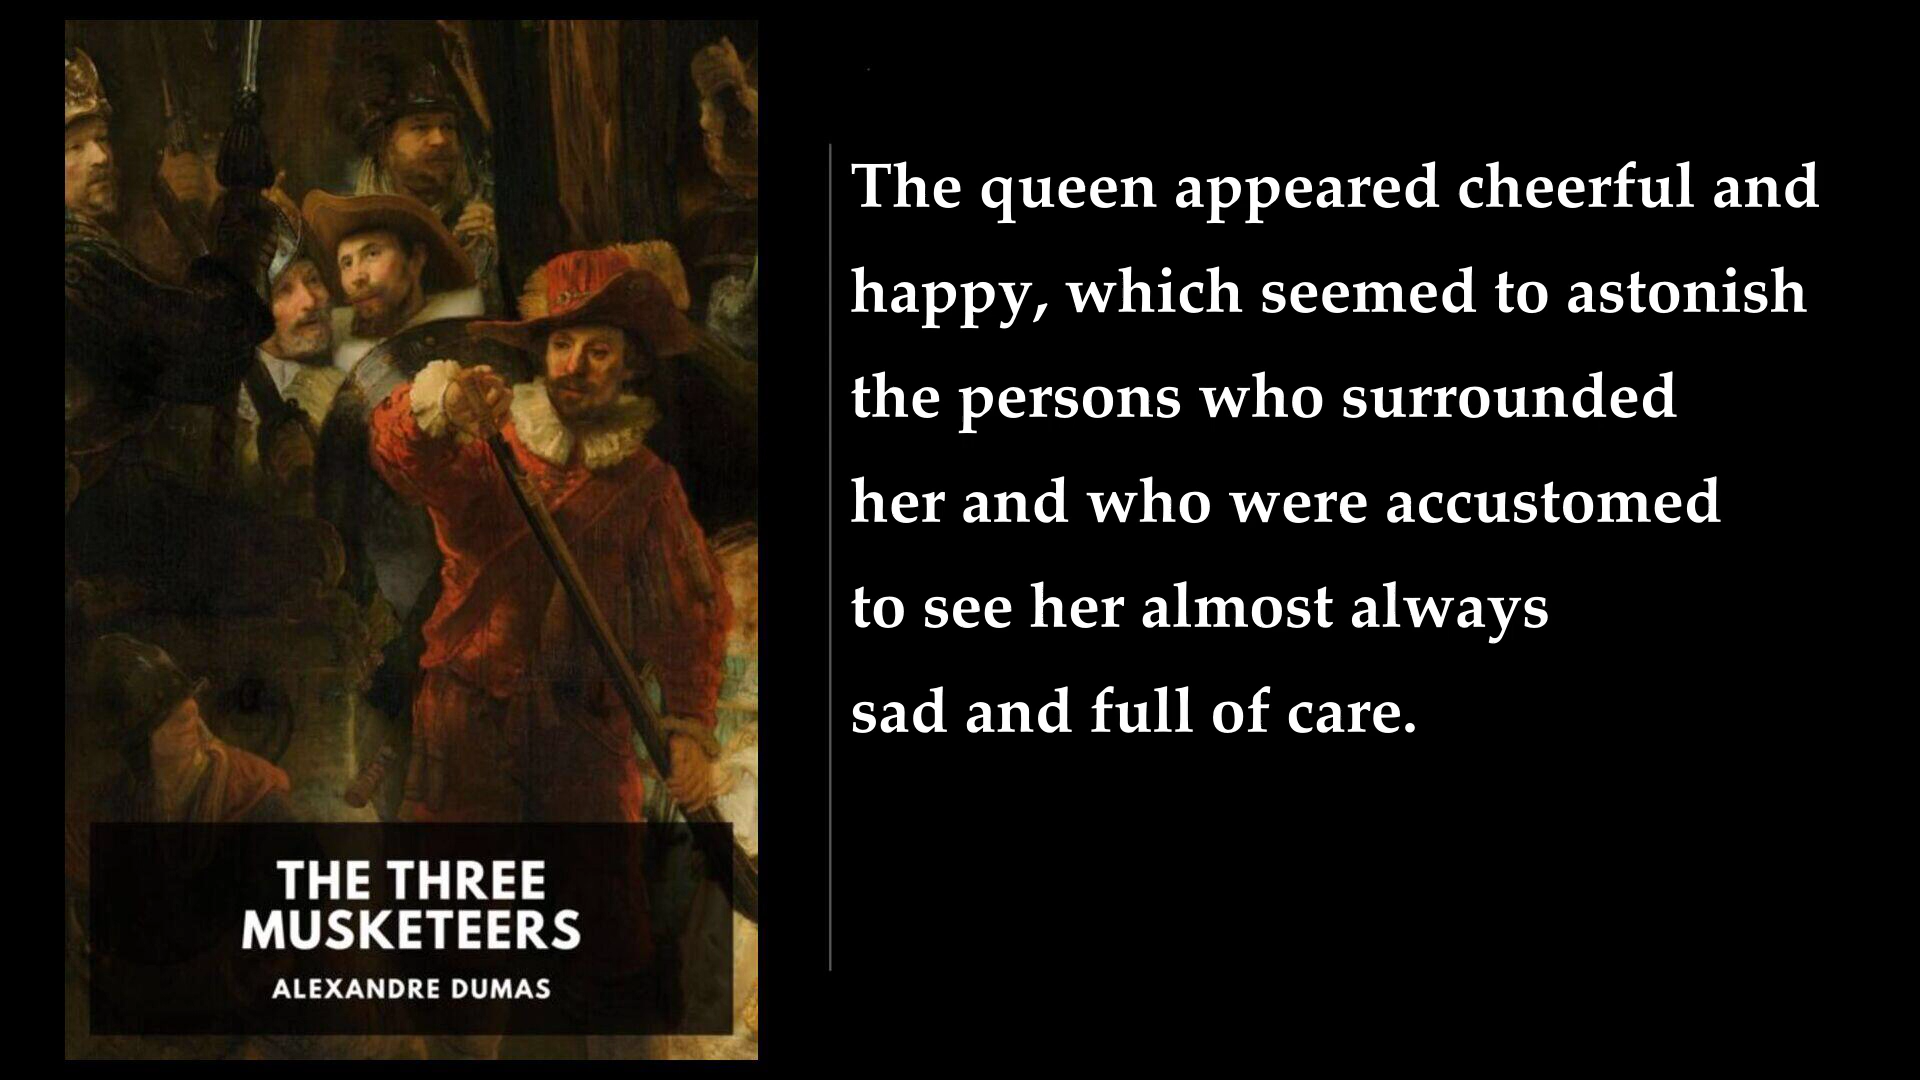 The queen appeared cheerful and
happy, which seemed to astonish
the persons who surrounded
her and who were accustomed
to see her almost always
sad and full of care.
THE THREE
MUSKETEERS
ALEXANDRE DUMAS